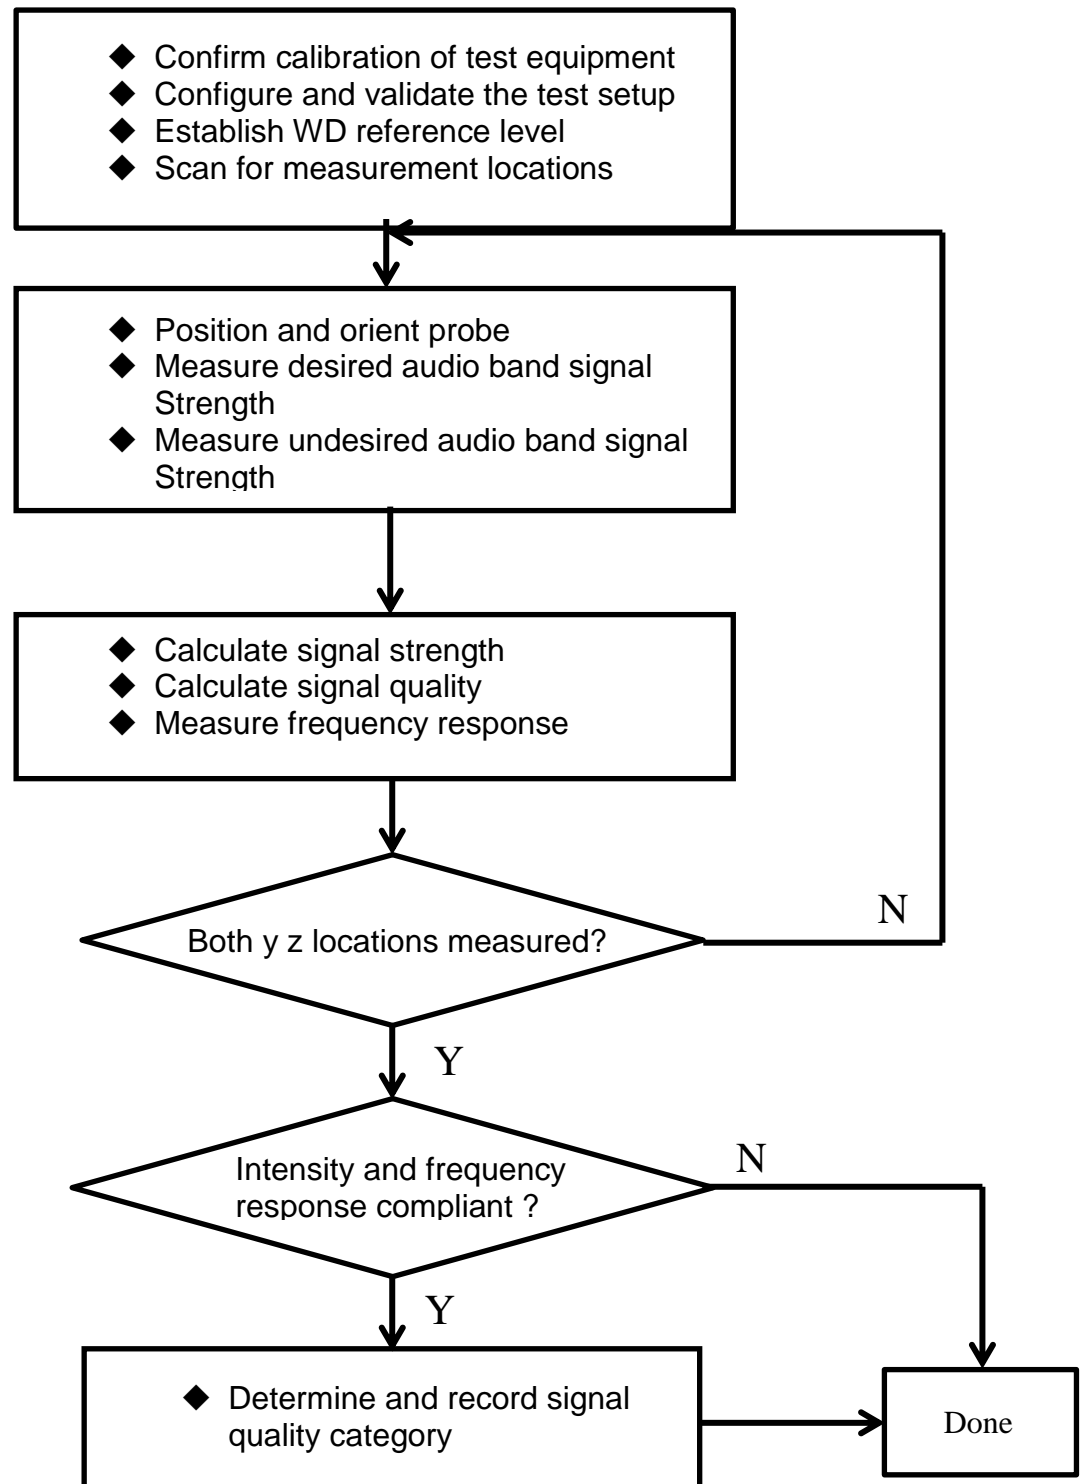 ◆ Confirm calibration of test equipment
◆ Configure and validate the test setup
◆ Establish WD reference level
◆ Scan for measurement locations
◆ Position and orient probe
◆ Measure desired audio band signal
Strength
◆ Measure undesired audio band signal
Strength
◆ Calculate signal strength
◆ Calculate signal quality
◆ Measure frequency response
Both y z locations measured?
N
Y
Intensity and frequency
response compliant ?
N
Y
◆ Determine and record signal
quality category
Done